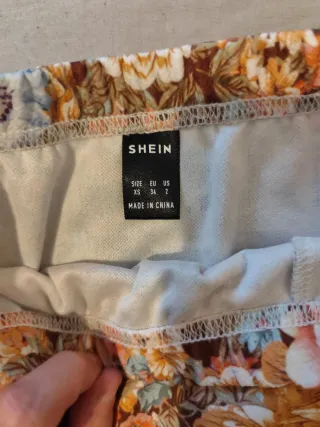 SHEIN
SIZE EU US
XS 34 2
MADE IN CHINA